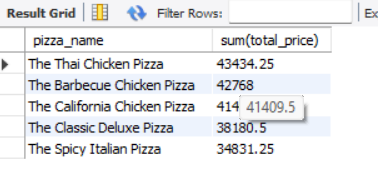 Result Grid Filter Rows: Ex
pizza_name sum(total_price)
The Thai Chicken Pizza 43434.25
The Barbecue Chicken Pizza 42768
The California Chicken Pizza 414 41409.5
The Classic Deluxe Pizza 38180.5
The Spicy Italian Pizza 34831.25